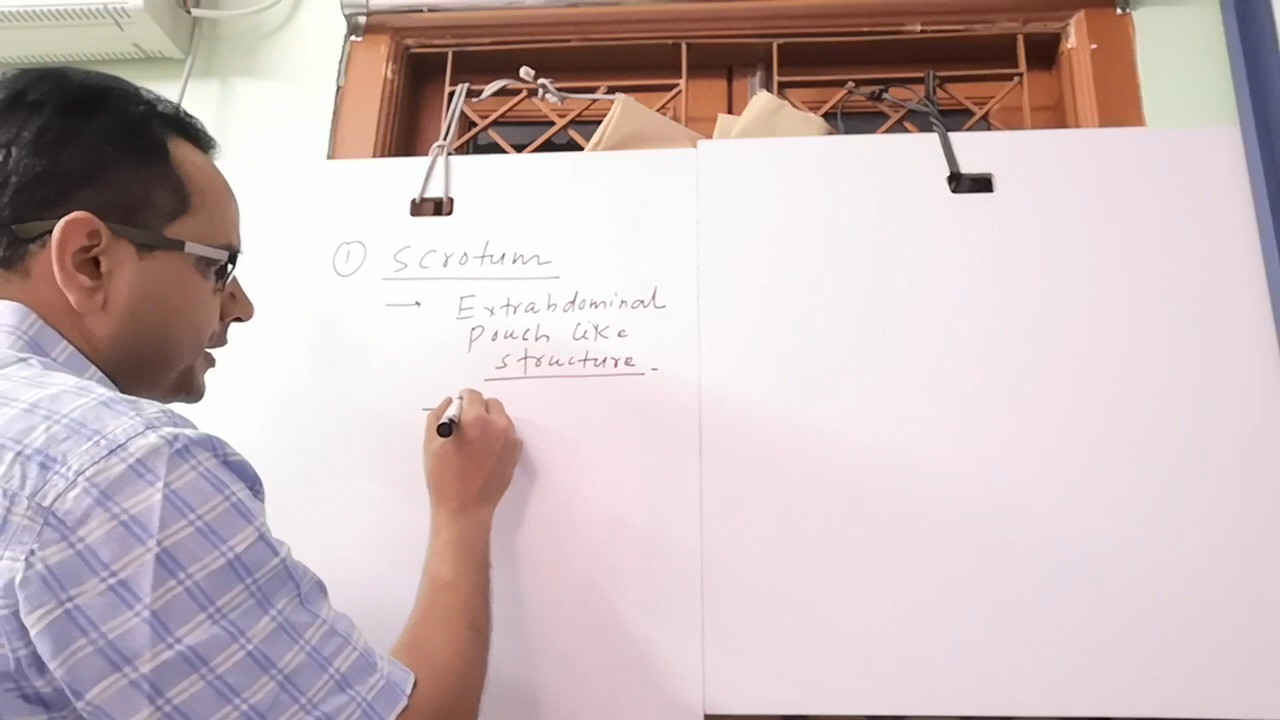 ① Scrotum
→ Extrabdominal
pouch like
structure.